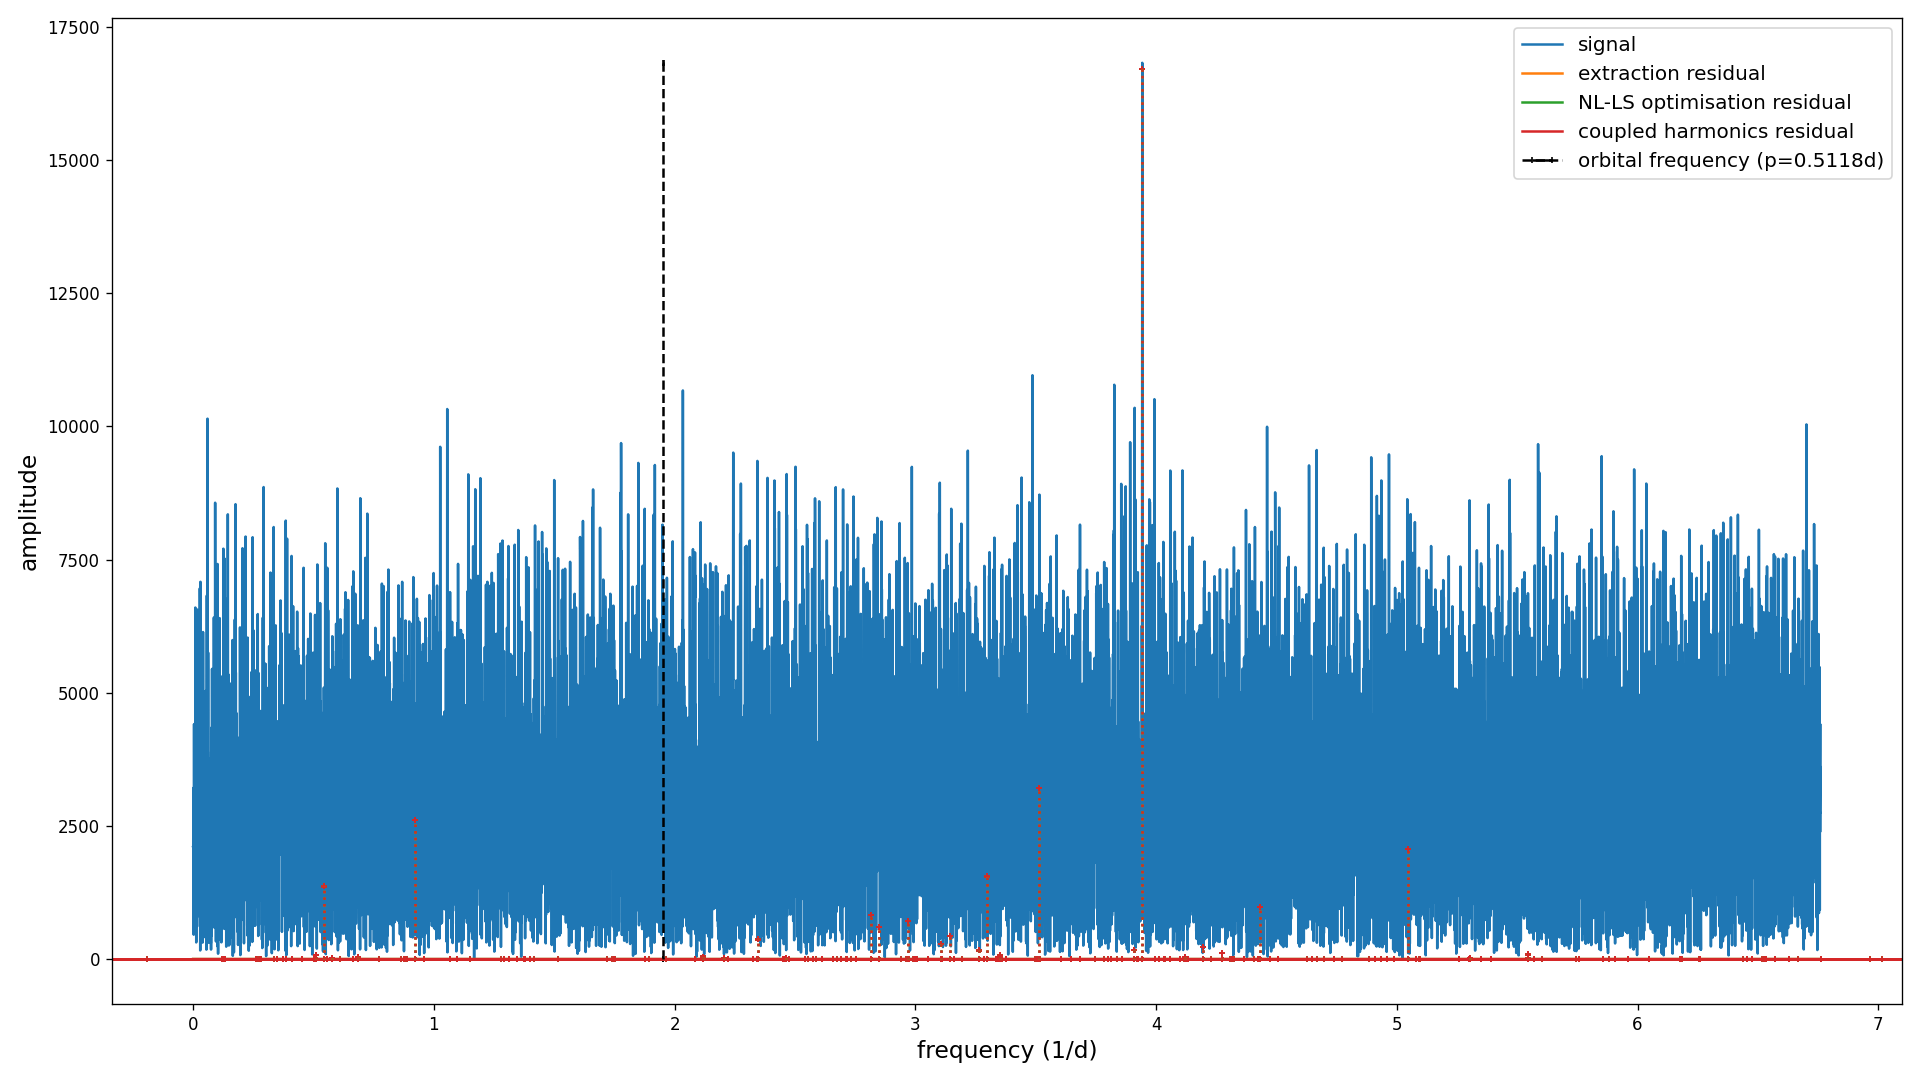 17500
15000
12500
10000
7500
5000
2500
0
amplitude
signal
extraction residual
NL-LS optimisation residual
coupled harmonics residual
orbital frequency (p=0.5118d)
0 1 2 3 4 5 6 7
frequency (1/d)